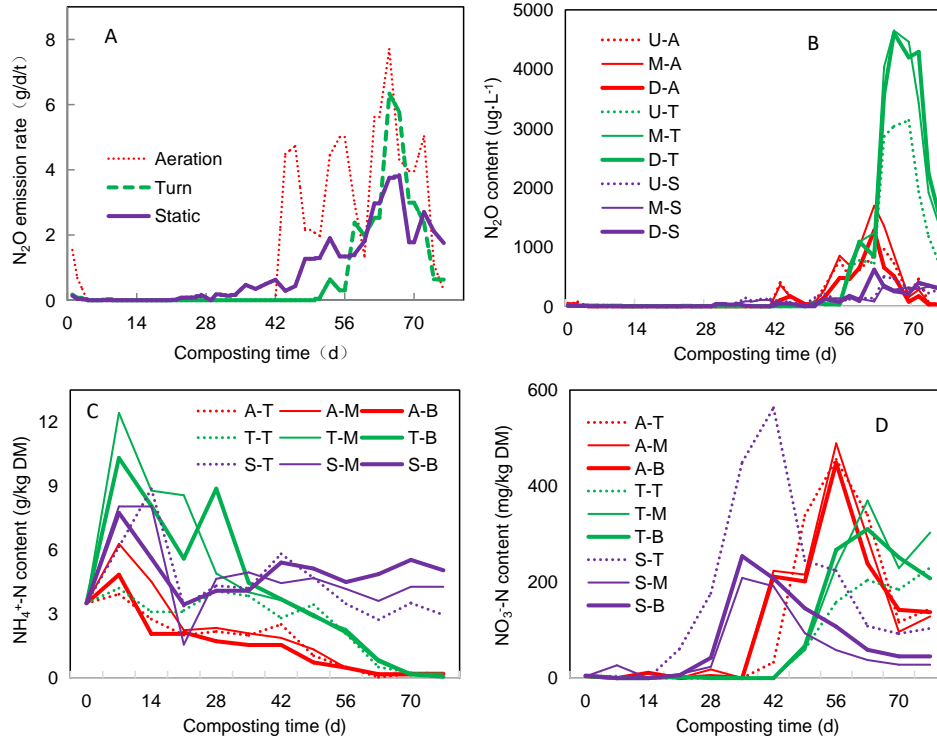 A
N₂O emission rate (g/d/t)
8
6
4
2
0
Aeration
Turn
Static
0 14 28 42 56 70
Composting time (d)
B
N₂O content (ug·L⁻¹)
5000
4000
3000
2000
1000
0
U-A
M-A
D-A
U-T
M-T
D-T
U-S
M-S
D-S
0 14 28 42 56 70
Composting time (d)
C
NH₄⁺-N content (g/kg DM)
12
9
6
3
0
A-T A-M A-B
T-T T-M T-B
S-T S-M S-B
0 14 28 42 56 70
Composting time (d)
D
NO₃⁻-N content (mg/kg DM)
600
400
200
0
A-T
A-M
A-B
T-T
T-M
T-B
S-T
S-M
S-B
0 14 28 42 56 70
Composting time (d)